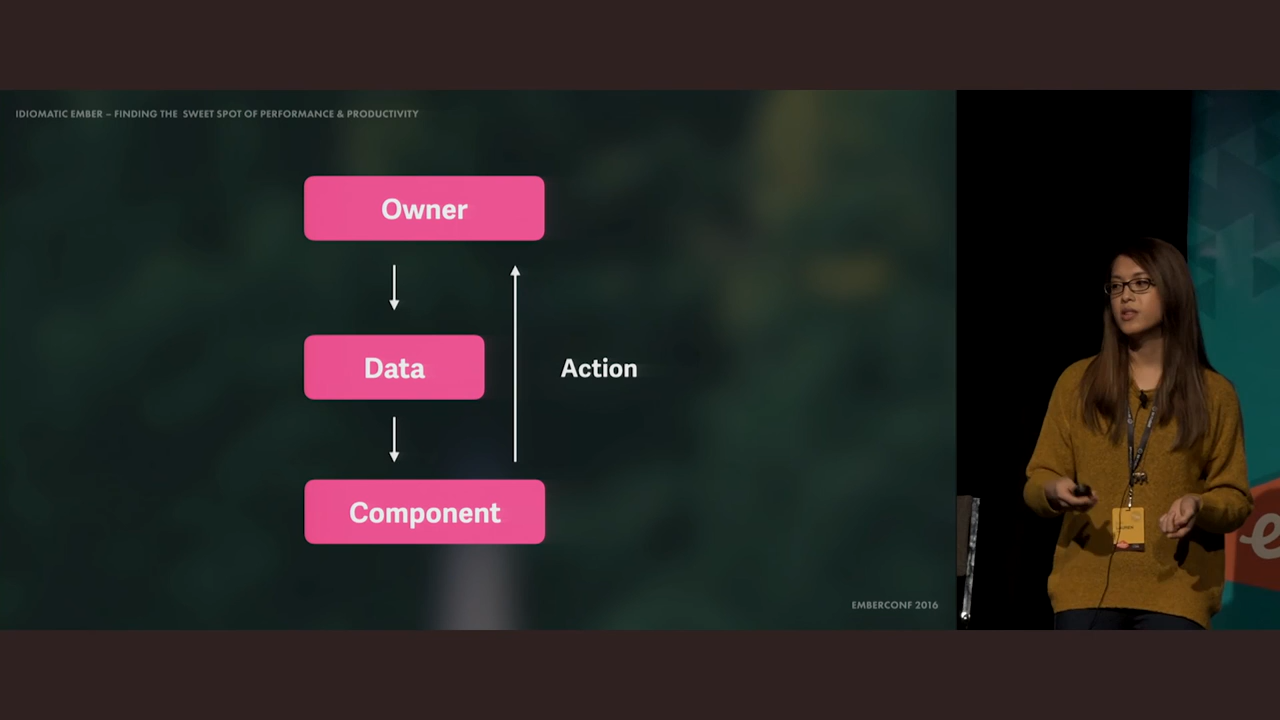 IDIOMATIC EMBER – FINDING THE SWEET SPOT OF PERFORMANCE & PRODUCTIVITY
Owner
Data
Action
Component
EMBERCONF 2016